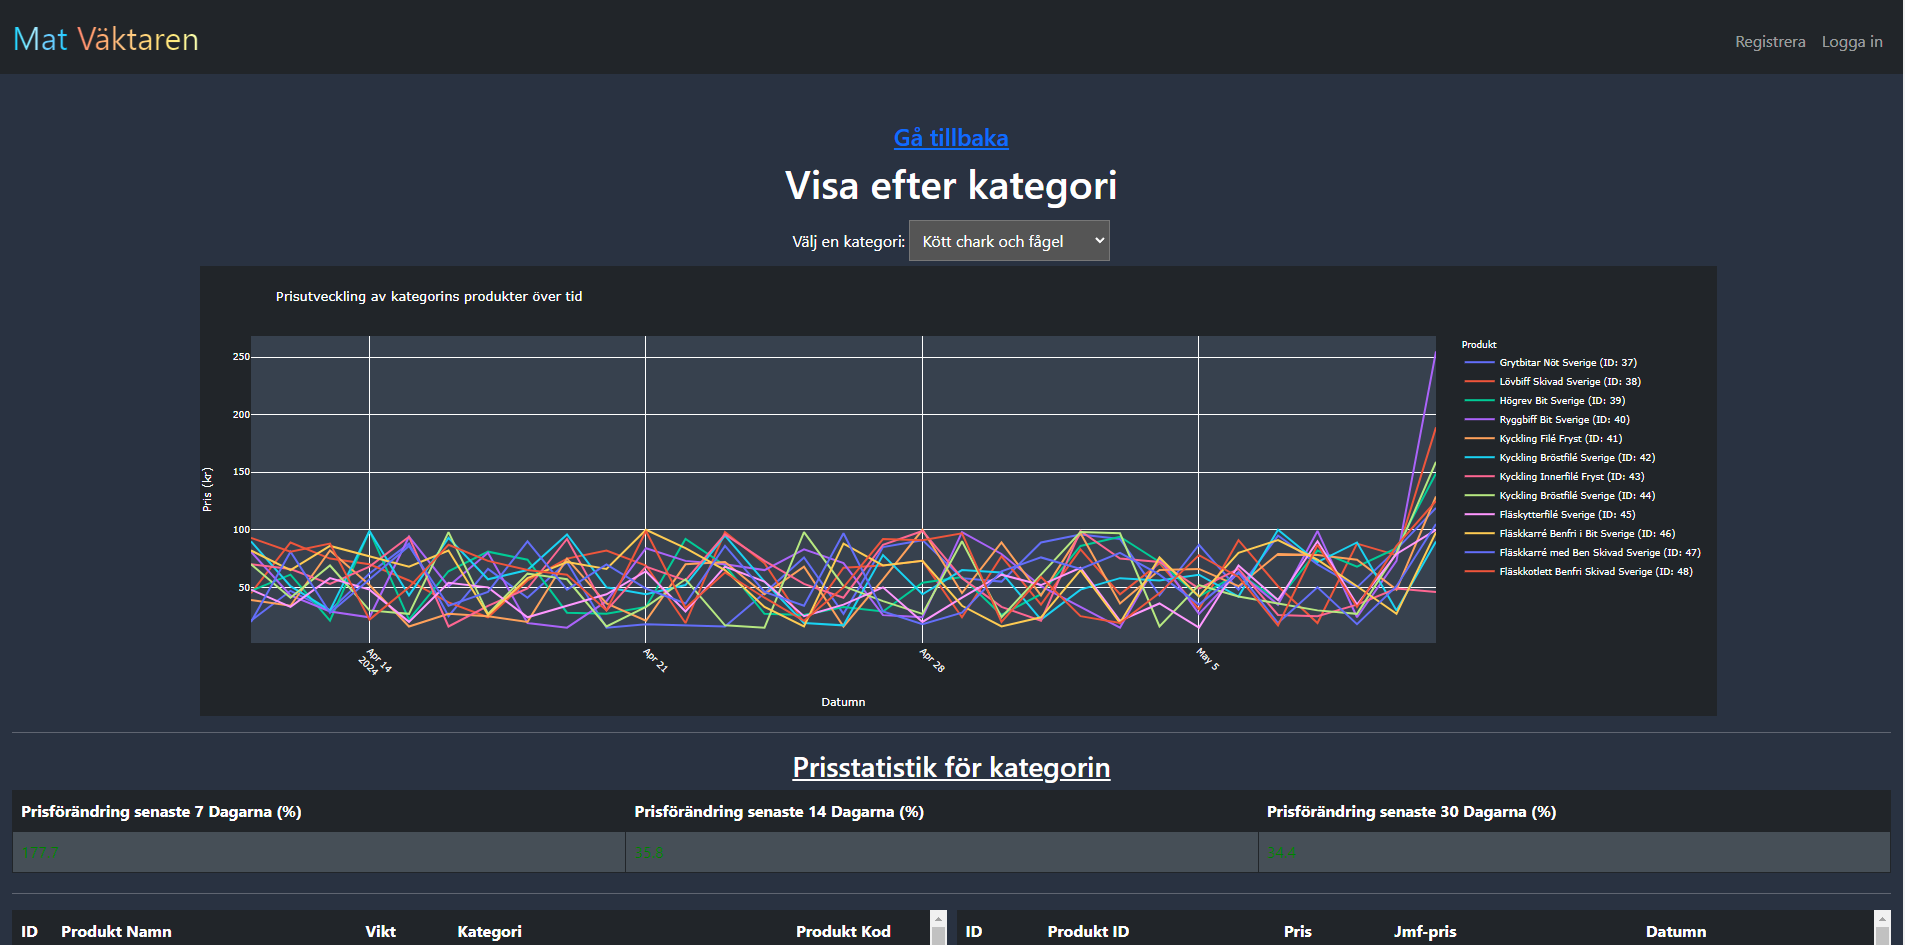 Mat Väktaren
Registrera Logga in
Gå tillbaka
Visa efter kategori
Välj en kategori: Kött chark och fågel
Prisutveckling av kategorins produkter över tid
Pris (kr)
250
200
150
100
50
Apr 14
2024
Apr 21
Apr 28
May 5
Datumn
Produkt
Grytbitar Nöt Sverige (ID: 37)
Lövbiff Skivad Sverige (ID: 38)
Högrev Bit Sverige (ID: 39)
Ryggbiff Bit Sverige (ID: 40)
Kyckling Filé Fryst (ID: 41)
Kyckling Bröstfilé Sverige (ID: 42)
Kyckling Innerfilé Fryst (ID: 43)
Kyckling Bröstfilé Sverige (ID: 44)
Fläskytterfilé Sverige (ID: 45)
Fläskkarré Benfri i Bit Sverige (ID: 46)
Fläskkarré med Ben Skivad Sverige (ID: 47)
Fläskkotlett Benfri Skivad Sverige (ID: 48)
Prisstatistik för kategorin
Prisförändring senaste 7 Dagarna (%) Prisförändring senaste 14 Dagarna (%) Prisförändring senaste 30 Dagarna (%)
ID Produkt Namn Vikt Kategori Produkt Kod
ID Produkt ID Pris Jmf-pris Datumn